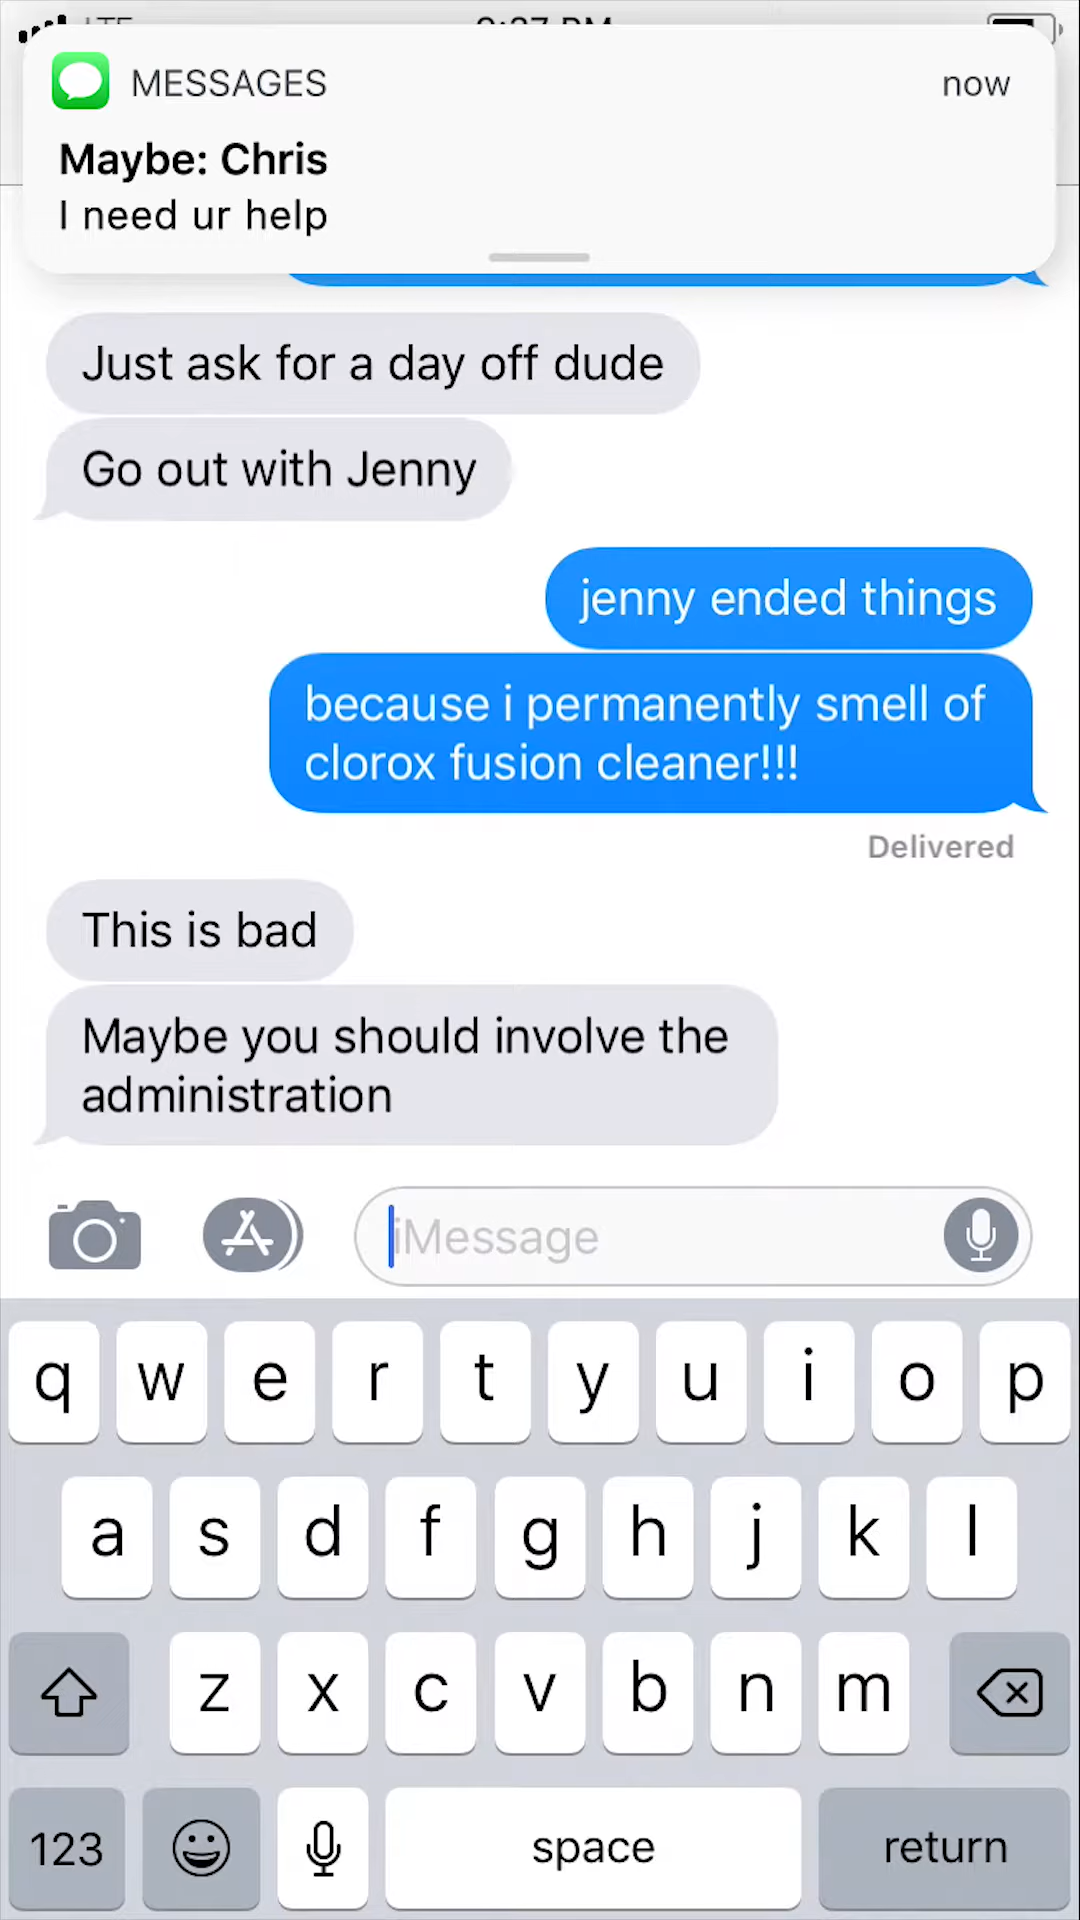 MESSAGES now
Maybe: Chris
I need ur help
Just ask for a day off dude
Go out with Jenny
jenny ended things
because i permanently smell of
clorox fusion cleaner!!!
Delivered
This is bad
Maybe you should involve the
administration
iMessage
q w e r t y u i o p
a s d f g h j k l
z x c v b n m
123 space return